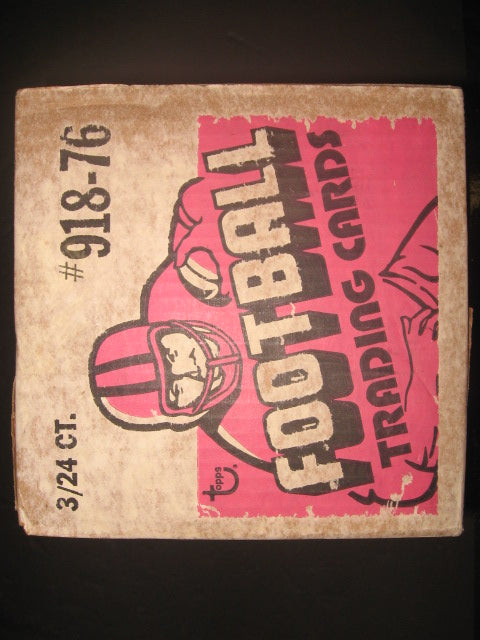 3/24 CT.
# 918-76
topps®
FOOTBALL
TRADING CARDS